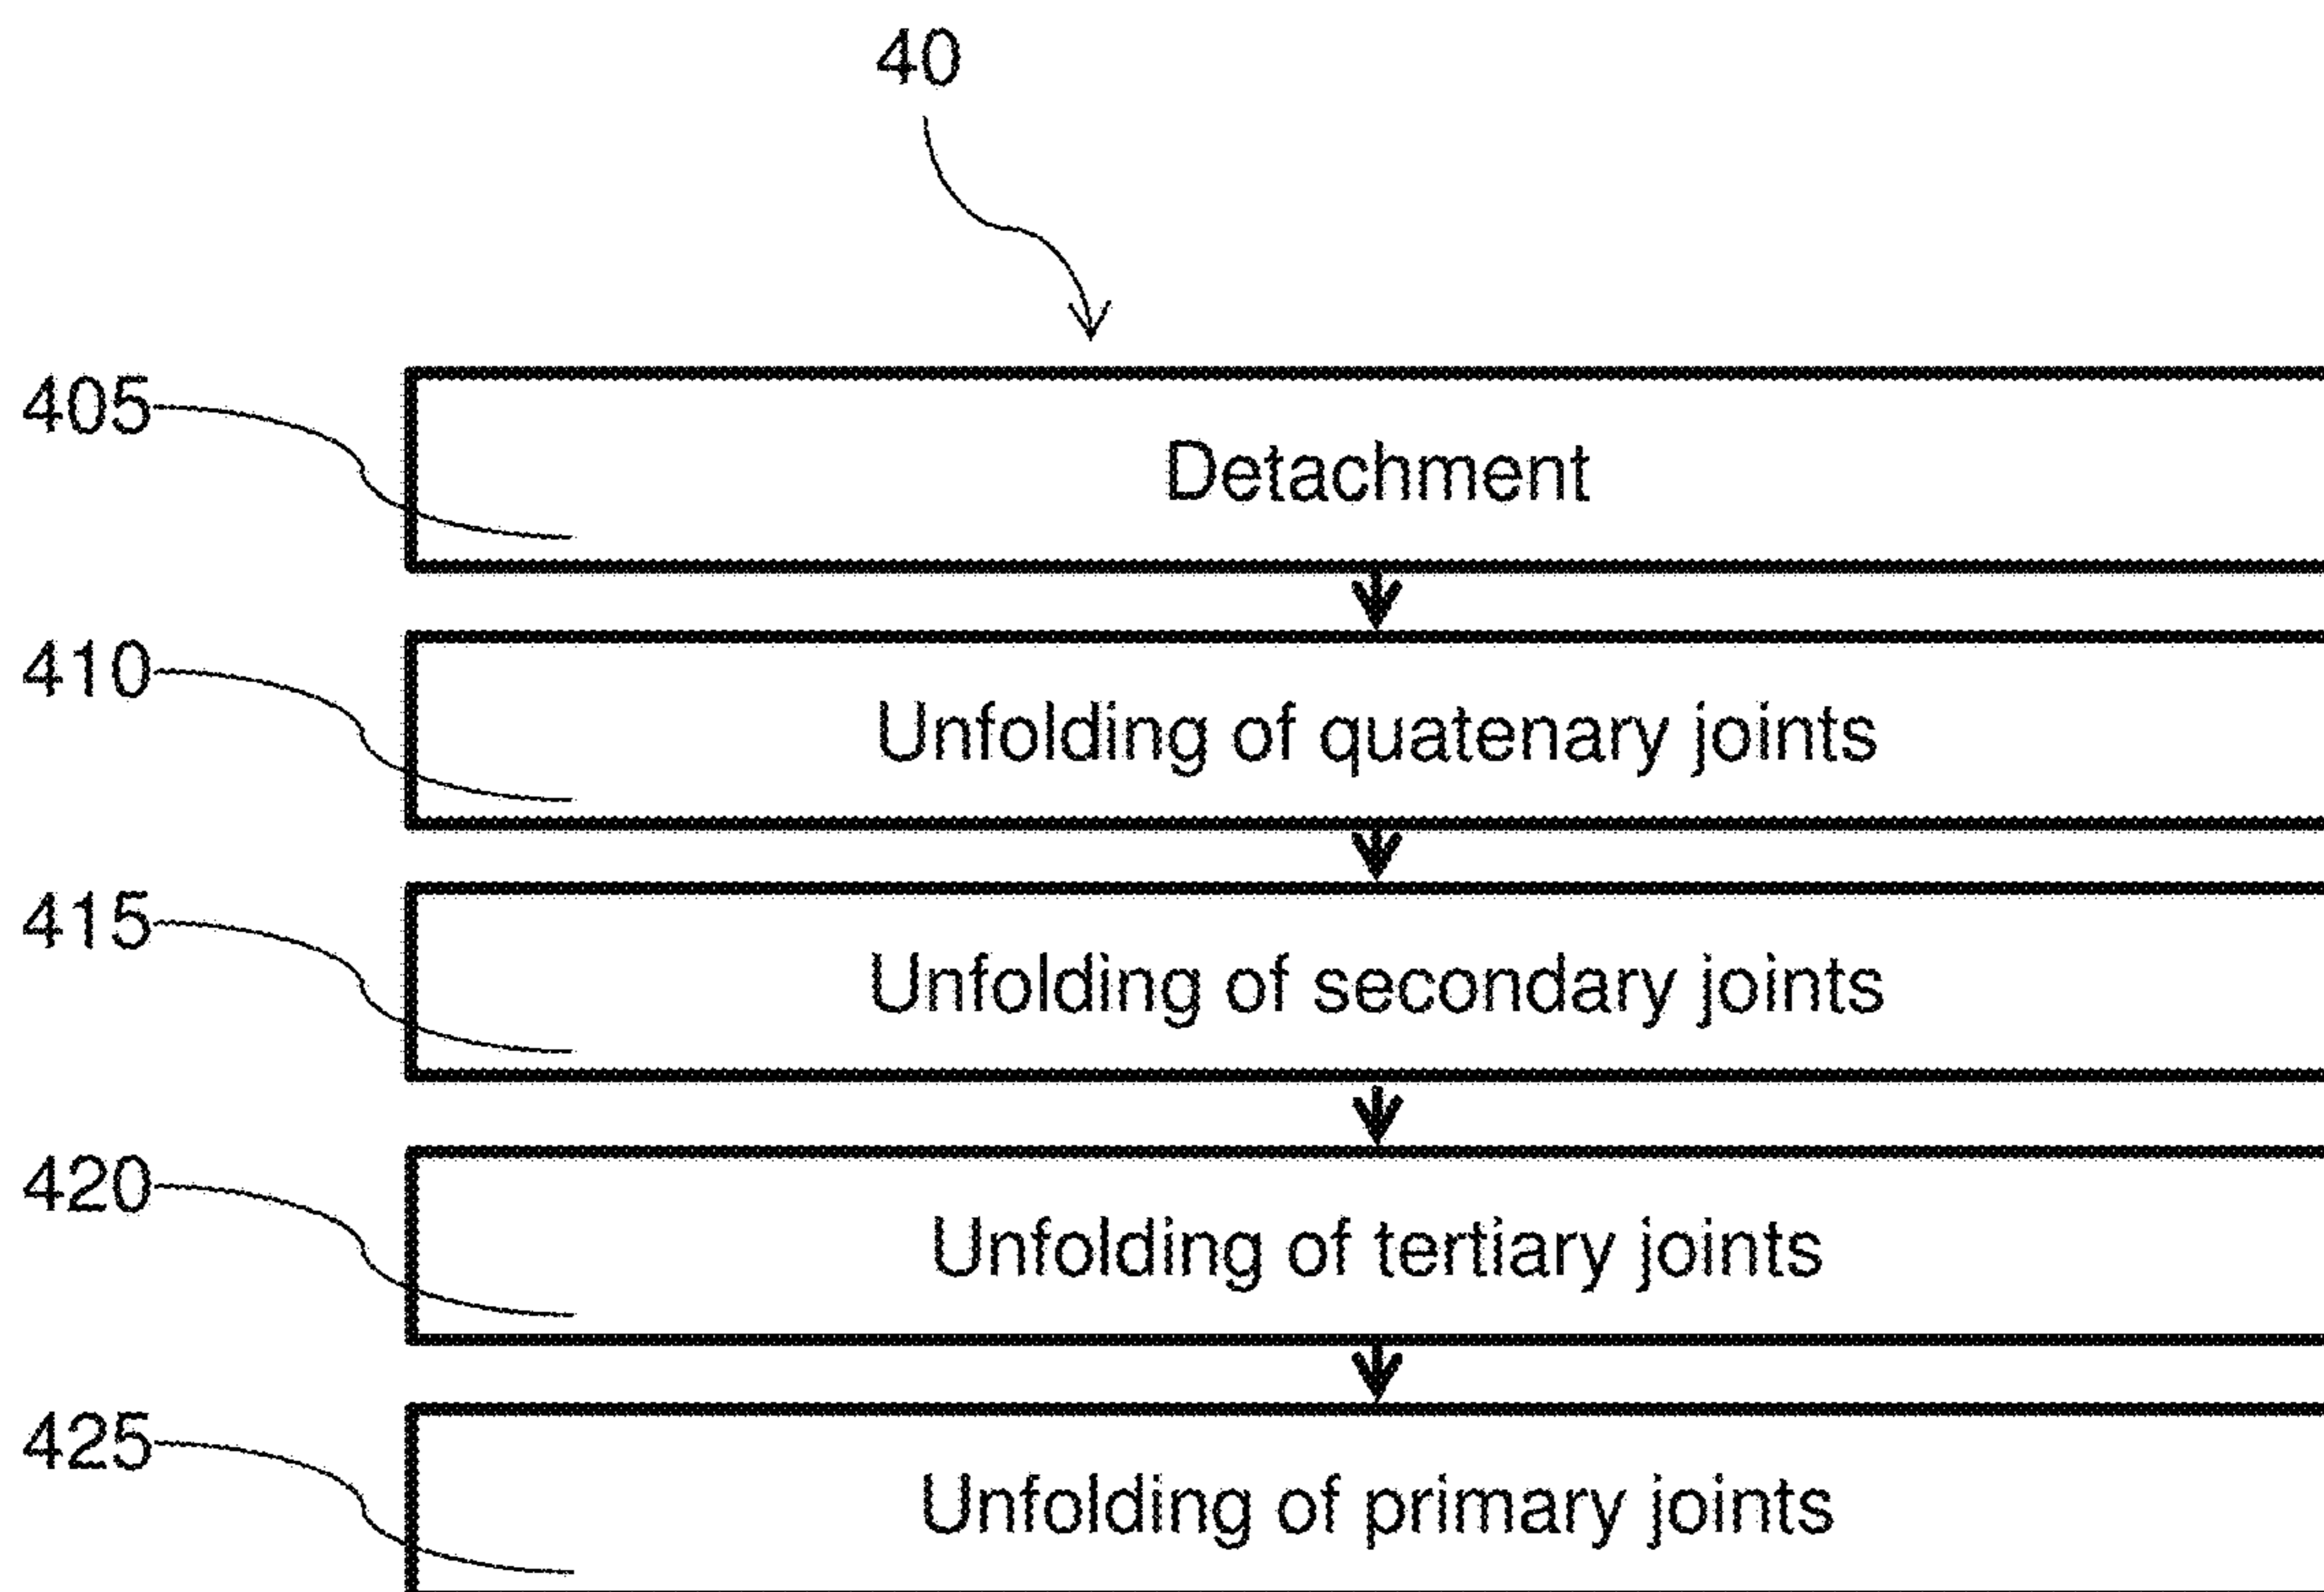 40
405
Detachment
410
Unfolding of quatenary joints
415
Unfolding of secondary joints
420
Unfolding of tertiary joints
425
Unfolding of primary joints